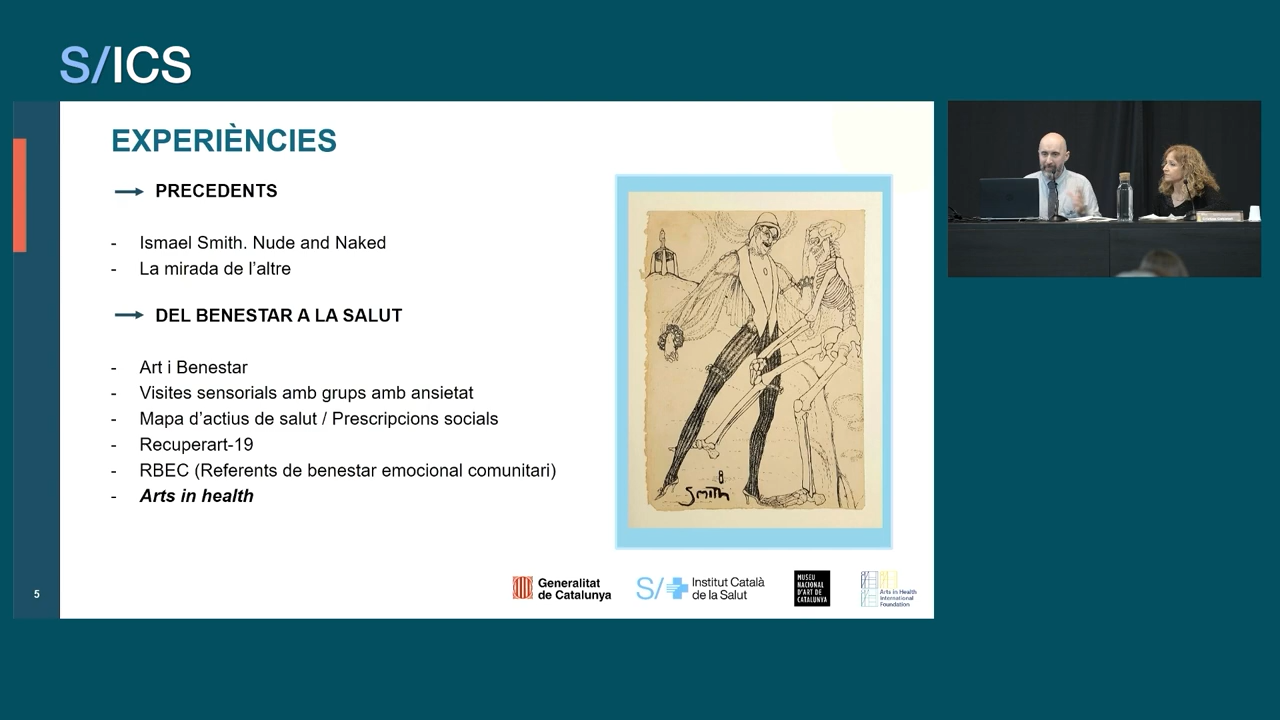 S/ICS
EXPERIÈNCIES
PRECEDENTS
- Ismael Smith. Nude and Naked
- La mirada de l'altre
DEL BENESTAR A LA SALUT
- Art i Benestar
- Visites sensorials amb grups amb ansietat
- Mapa d'actius de salut / Prescripcions socials
- Recuperart-19
- RBEC (Referents de benestar emocional comunitari)
- Arts in health
Smith
5
Generalitat
de Catalunya
S/
Institut Català
de la Salut
MUSEU
NACIONAL
D'ART DE
CATALUNYA
Arts in Health
International
Foundation